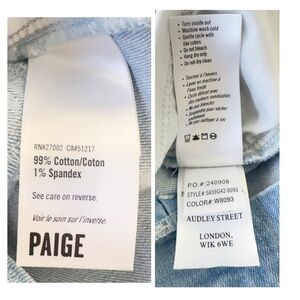 RN#27002 CA#51217
99% Cotton/Coton
1% Spandex
See care on reverse.
Voir le soin sur l'inverse.
PAIGE
• Turn inside out
• Machine wash cold
• Gentle cycle with
like colors
• Do not bleach
• Hang dry only
• Do not dry clean
• Tourner à l'envers
• Laver en machine à
l'eau froide
• Cycle délicat avec
des couleurs semblables
• Ne pas blanchir
• Suspendre pour sécher
uniquement
• Ne pas nettoyer à sec
P.O.#:240908
COLOR#:W8093
AUDLEY STREET
LONDON,
W1K 6WE